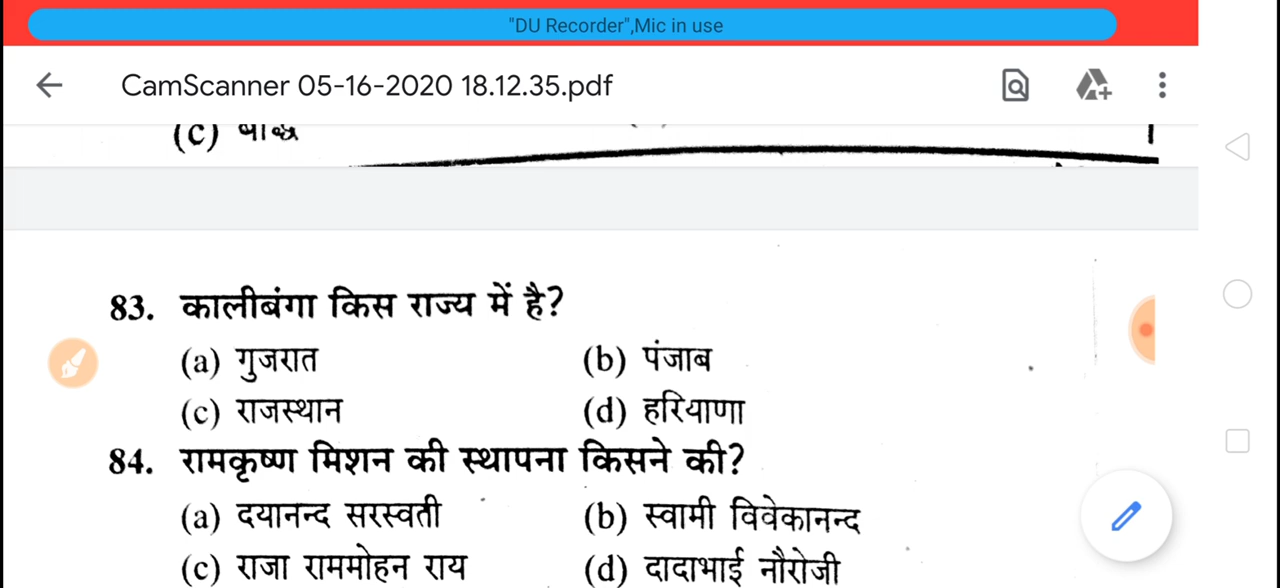 "DU Recorder",Mic in use
CamScanner 05-16-2020 18.12.35.pdf
(c) बौद्ध
83. कालीबंगा किस राज्य में है?
(a) गुजरात (b) पंजाब
(c) राजस्थान (d) हरियाणा
84. रामकृष्ण मिशन की स्थापना किसने की?
(a) दयानन्द सरस्वती (b) स्वामी विवेकानन्द
(c) राजा राममोहन राय (d) दादाभाई नौरोजी